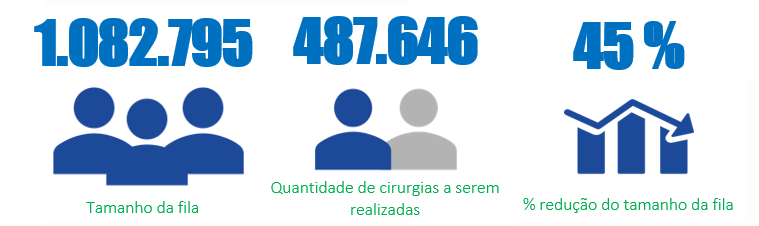 1.082.795
487.646
45 %
Tamanho da fila
Quantidade de cirurgias a serem
realizadas
% redução do tamanho da fila